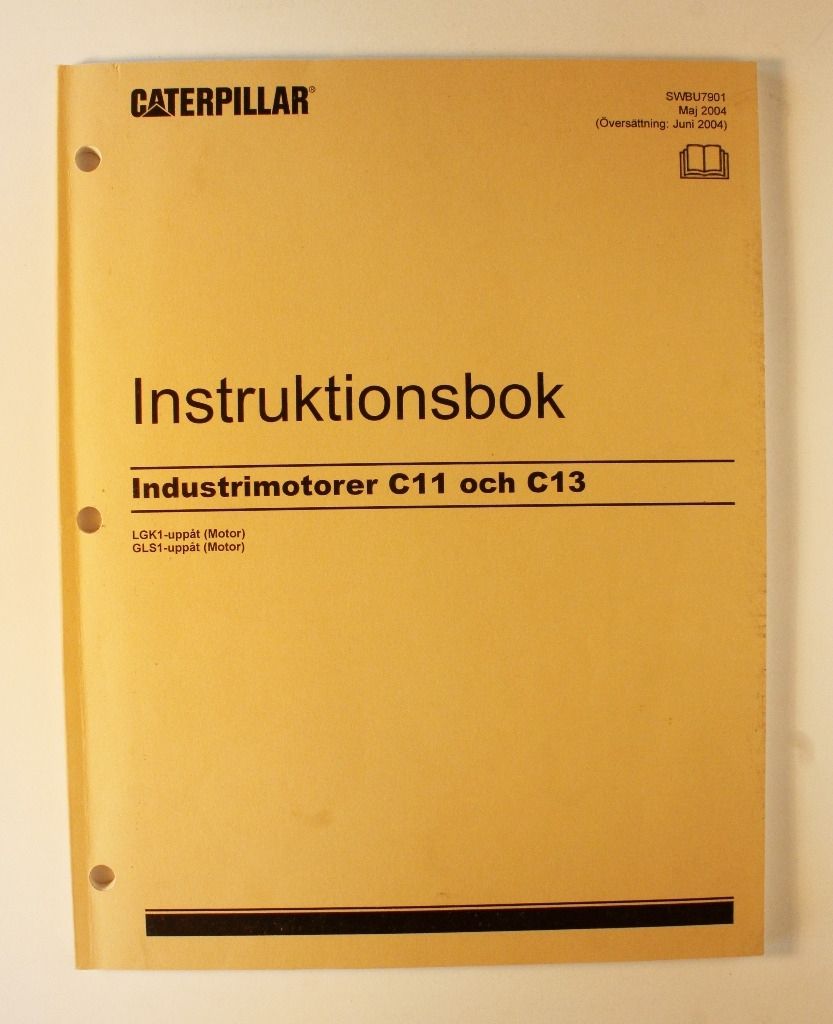 CATERPILLAR®
SWBU7901
Maj 2004
(Översättning: Juni 2004)
Instruktionsbok
Industrimotorer C11 och C13
LGK1-uppåt (Motor)
GLS1-uppåt (Motor)